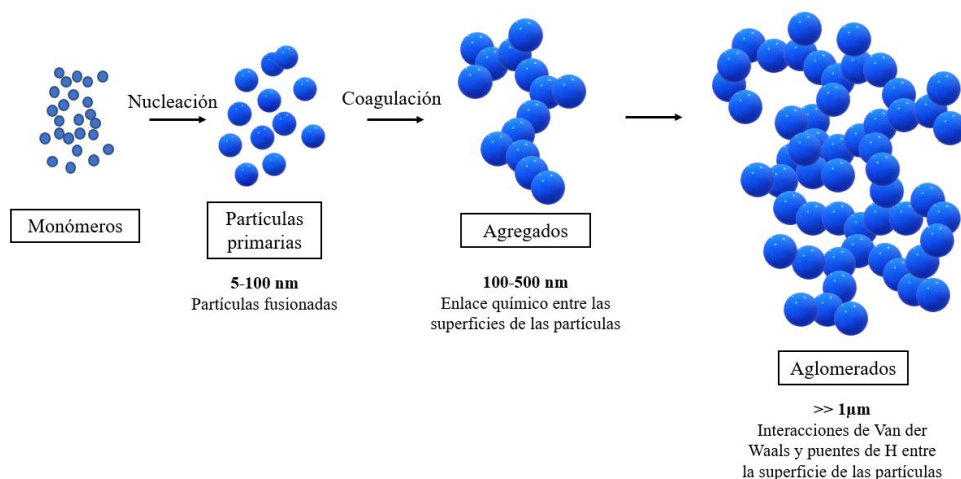 Nucleación
Coagulación
Monómeros
Partículas
primarias
5-100 nm
Partículas fusionadas
Agregados
100-500 nm
Enlace químico entre las
superficies de las partículas
Aglomerados
>> 1μm
Interacciones de Van der
Waals y puentes de H entre
la superficie de las partículas